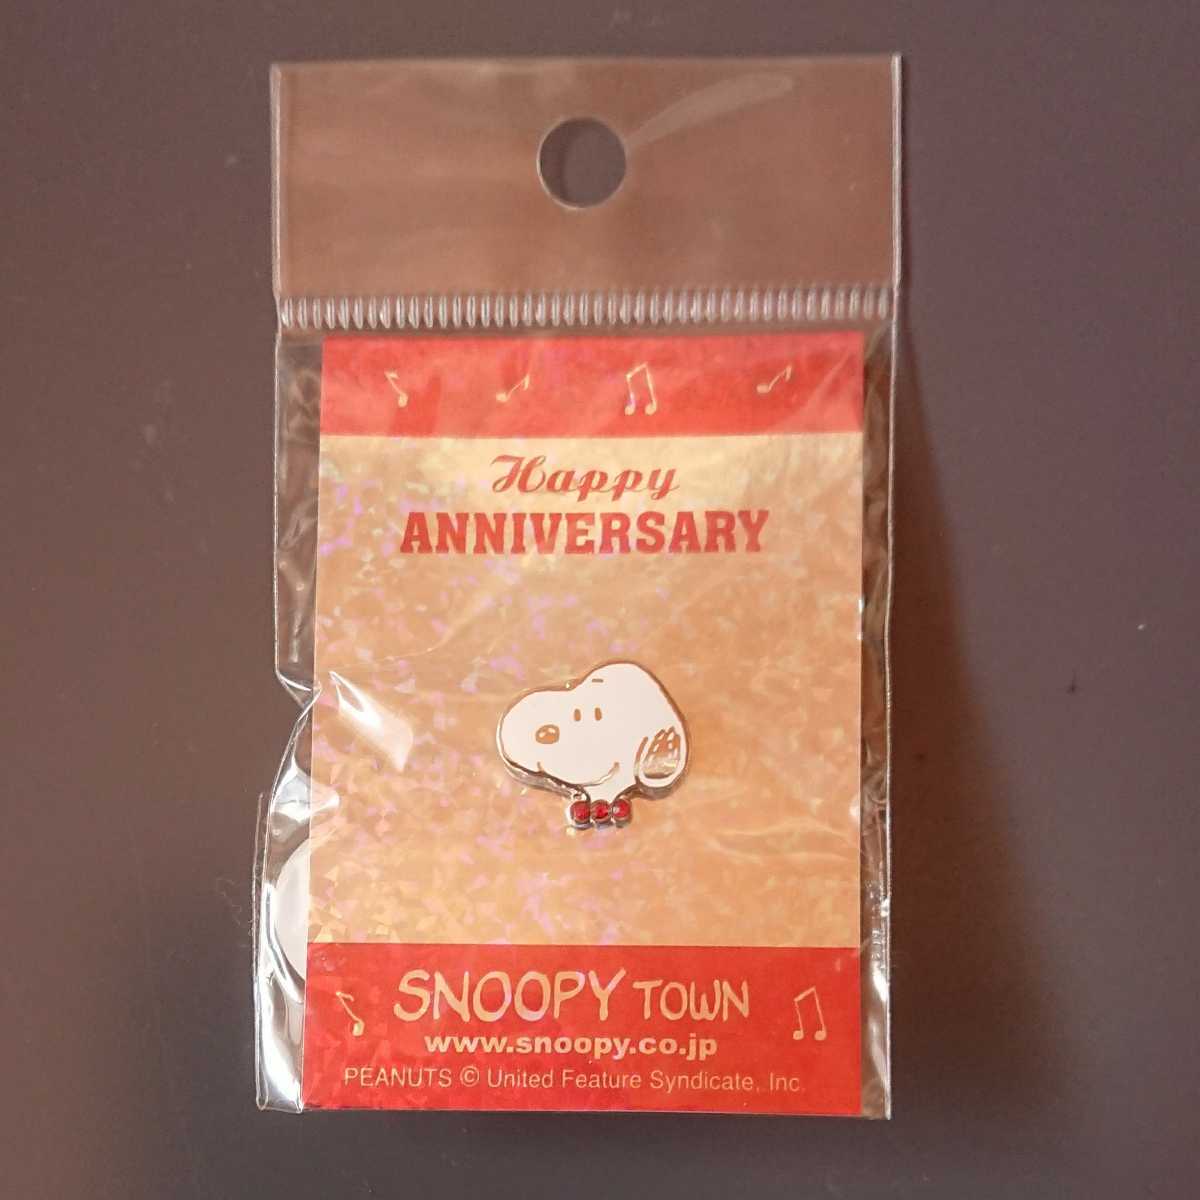 Happy
ANNIVERSARY
SNOOPY TOWN
www.snoopy.co.jp
PEANUTS © United Feature Syndicate, Inc.